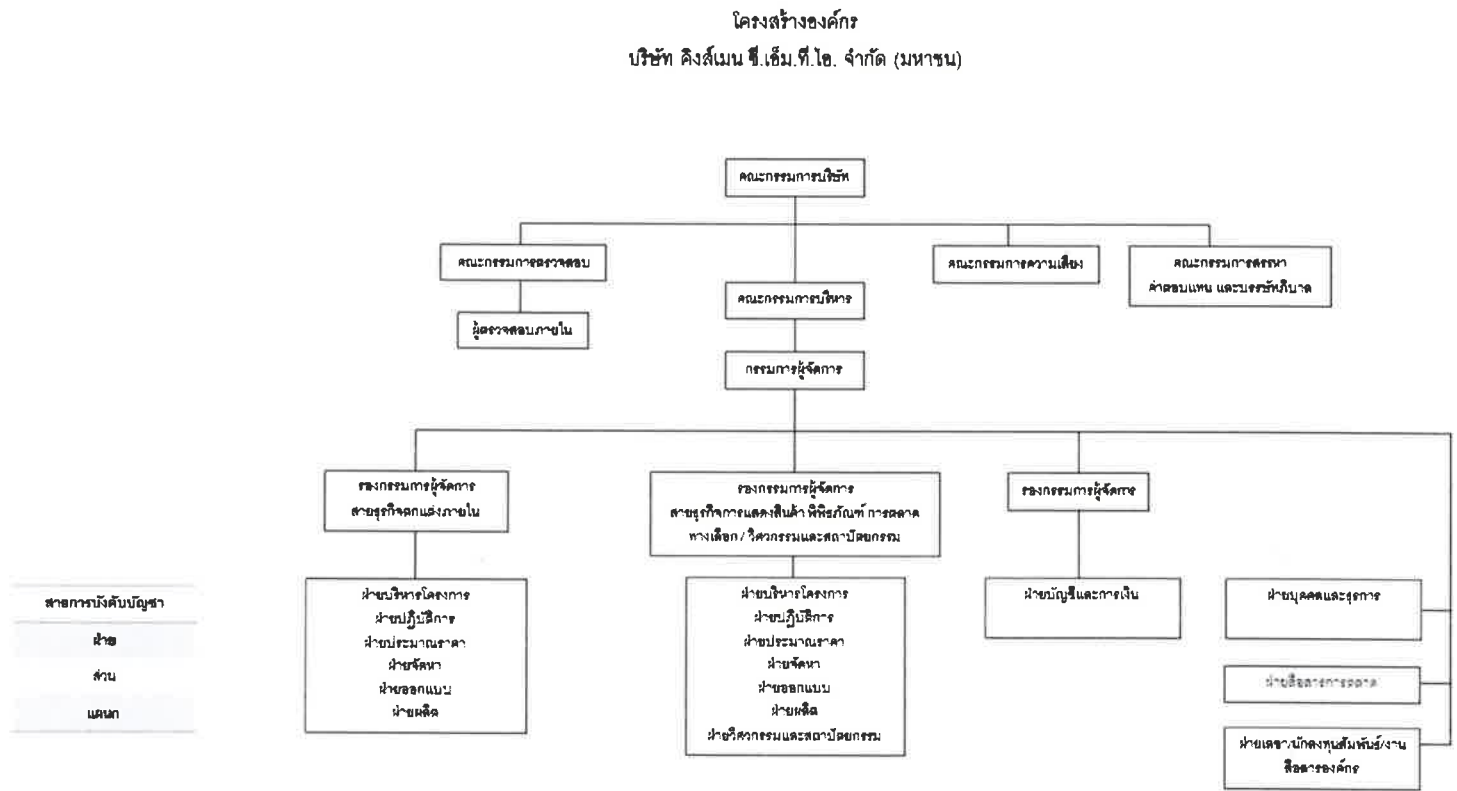 โครงสร้างองค์กร
บริษัท คิงส์เมน ซี.เอ็ม.ที.ไอ. จำกัด (มหาชน)
คณะกรรมการบริษัท
คณะกรรมการตรวจสอบ
คณะกรรมการความเสี่ยง
คณะกรรมการสรรหา
ค่าตอบแทน และบรรษัทภิบาล
คณะกรรมการบริหาร
ผู้ตรวจสอบภายใน
กรรมการผู้จัดการ
รองกรรมการผู้จัดการ
สายธุรกิจตกแต่งภายใน
รองกรรมการผู้จัดการ
สายธุรกิจการแสดงสินค้า พิพิธภัณฑ์ การตลาด
ทางเลือก / วิศวกรรมและสถาปัตยกรรม
รองกรรมการผู้จัดการ
สายการบังคับบัญชา
ฝ่าย
ส่วน
แผนก
ฝ่ายบริหารโครงการ
ฝ่ายปฏิบัติการ
ฝ่ายประมาณราคา
ฝ่ายจัดหา
ฝ่ายออกแบบ
ฝ่ายผลิต
ฝ่ายบริหารโครงการ
ฝ่ายปฏิบัติการ
ฝ่ายประมาณราคา
ฝ่ายจัดหา
ฝ่ายออกแบบ
ฝ่ายผลิต
ฝ่ายวิศวกรรมและสถาปัตยกรรม
ฝ่ายบัญชีและการเงิน
ฝ่ายบุคคลและธุรการ
ฝ่ายสื่อสารการตลาด
ฝ่ายเลขา/นักลงทุนสัมพันธ์/งาน
สื่อสารองค์กร